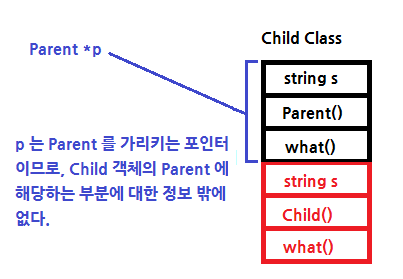 Child Class
Parent *p
string s
Parent()
what()
p 는 Parent 를 가리키는 포인터
이므로, Child 객체의 Parent 에
해당하는 부분에 대한 정보 밖에
없다.
string s
Child()
what()